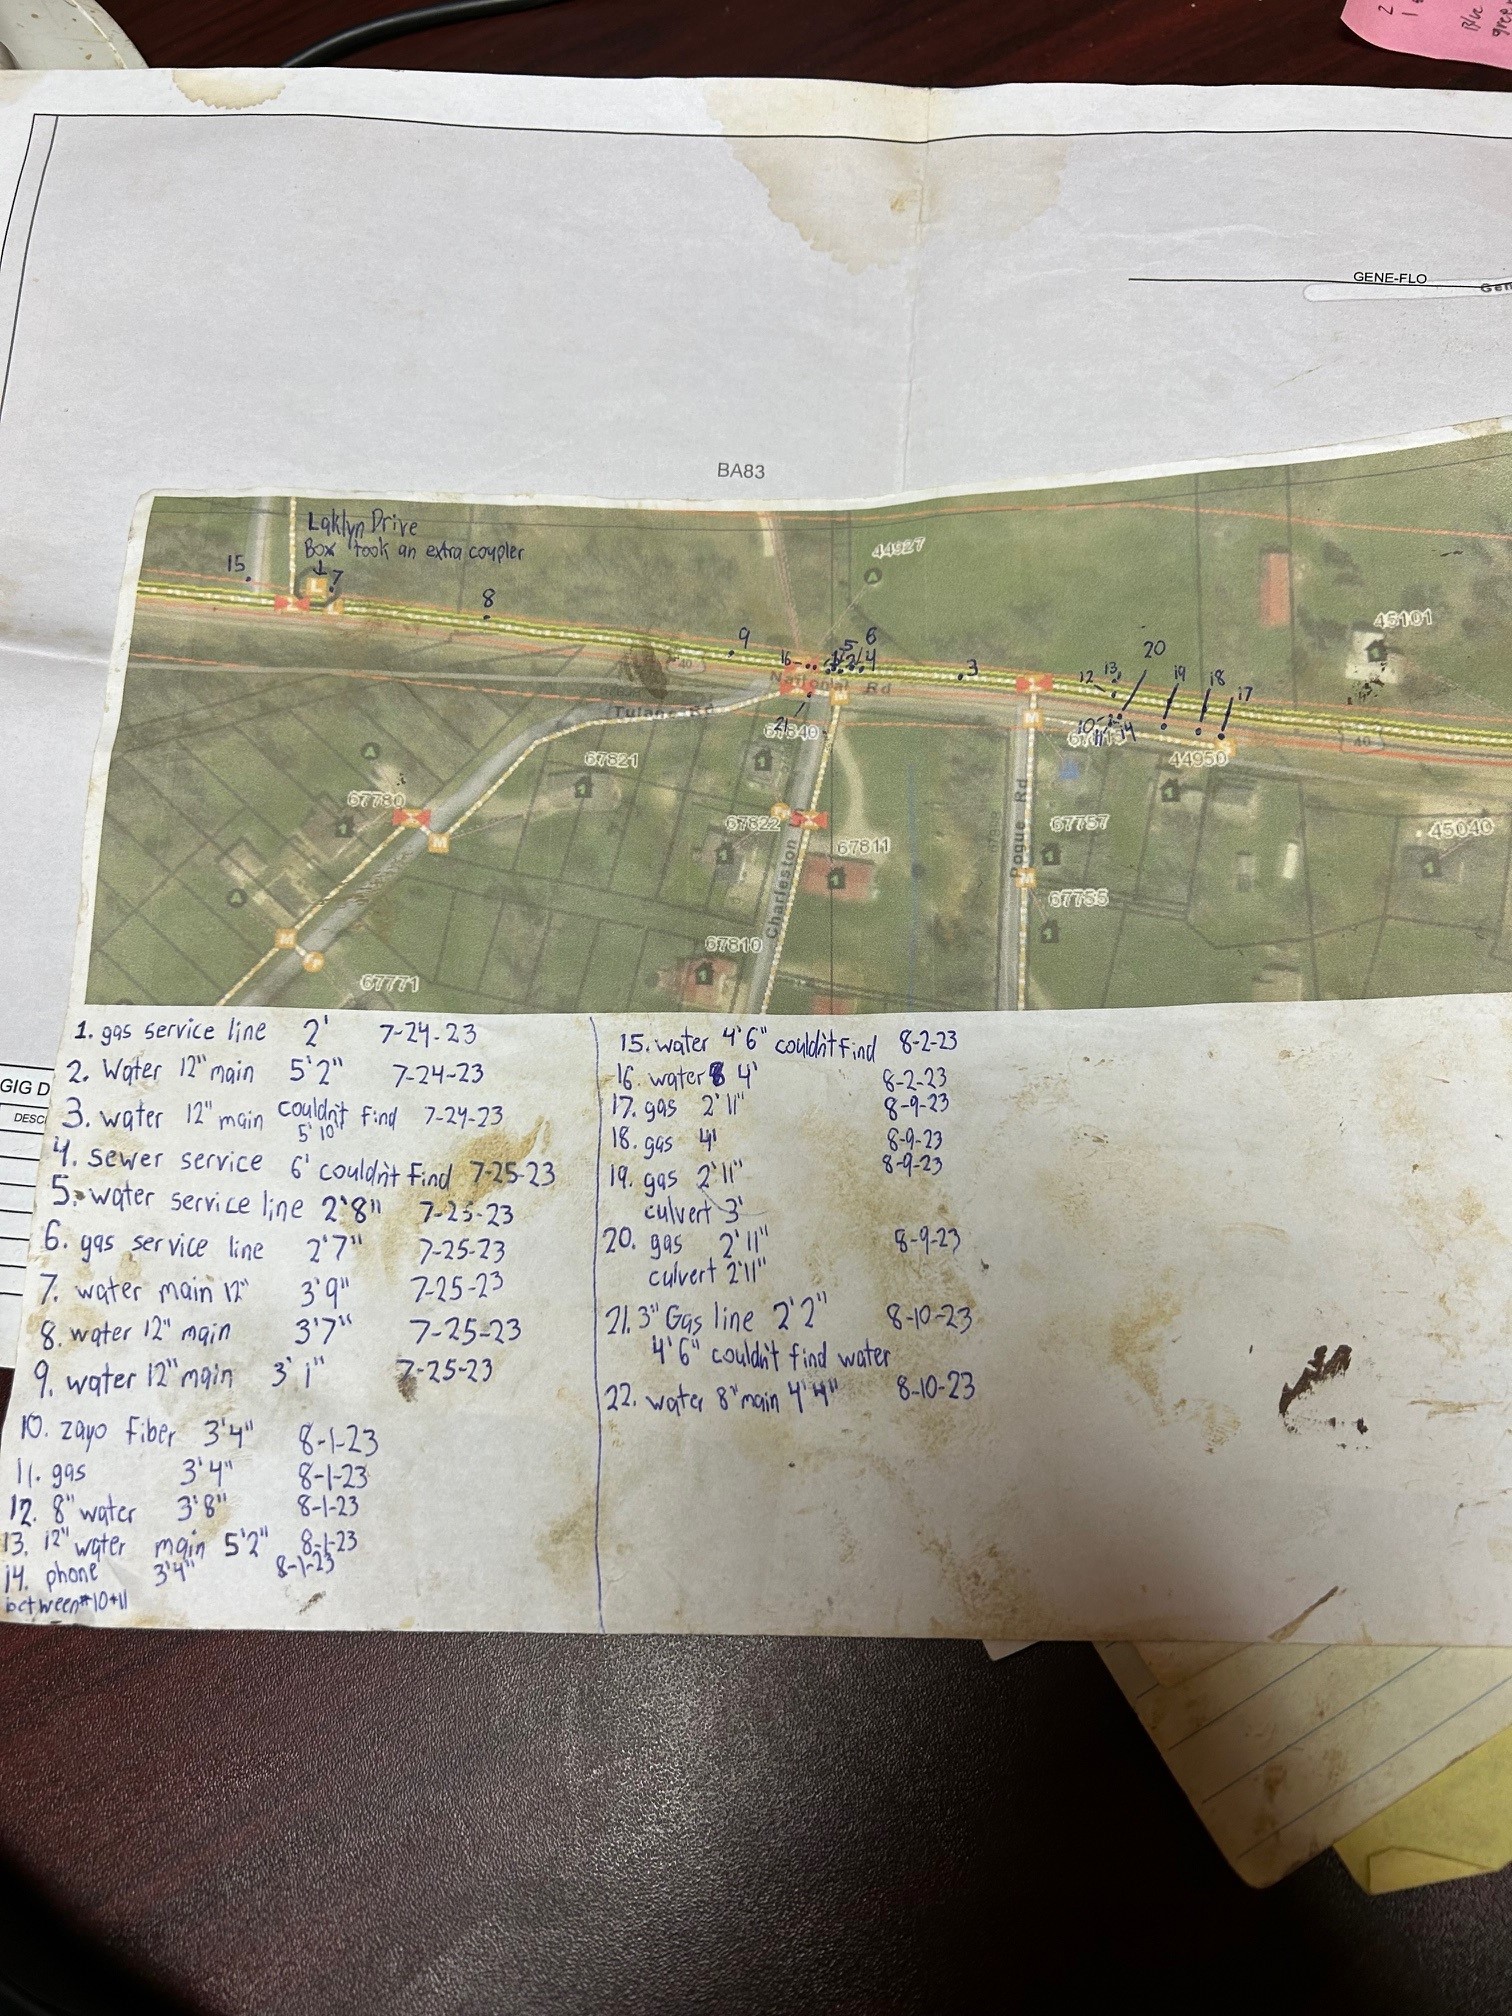 GENE-FLO
Gen
BA83
Laklyn Drive
Box took an extra coupler
44927
15
7
8
9
16
5
6
1
2
4
3
12
13
20
19
18
17
45101
40
National Rd
Tulane Rd
21
67840
10
11
14
44950
40
67821
67780
67822
67811
Charleston
Pogue Rd
67757
67755
45040
67810
67771
1. gas service line 2' 7-24-23
2. Water 12" main 5'2" 7-24-23
3. water 12" main couldn't find 7-24-23
5'10"
4. sewer service 6' couldn't find 7-25-23
5. water service line 2'8" 7-25-23
6. gas service line 2'7" 7-25-23
7. water main 12" 3'9" 7-25-23
8. water 12" main 3'7" 7-25-23
9. water 12" main 3'1" 7-25-23
10. zayo fiber 3'4" 8-1-23
11. gas 3'4" 8-1-23
12. 8" water 3'8" 8-1-23
13. 12" water main 5'2" 8-1-23
14. phone 3'4" 8-1-23
between #10+11
15. water 4'6" couldn't find 8-2-23
16. water 4' 8-2-23
17. gas 2'11" 8-9-23
18. gas 4' 8-9-23
19. gas 2'11" 8-9-23
culvert 3'
20. gas 2'11" 8-9-23
culvert 2'11"
21. 3" Gas line 2'2" 8-10-23
4'6" couldn't find water
22. water 8" main 4'4" 8-10-23
GIG D
DESC